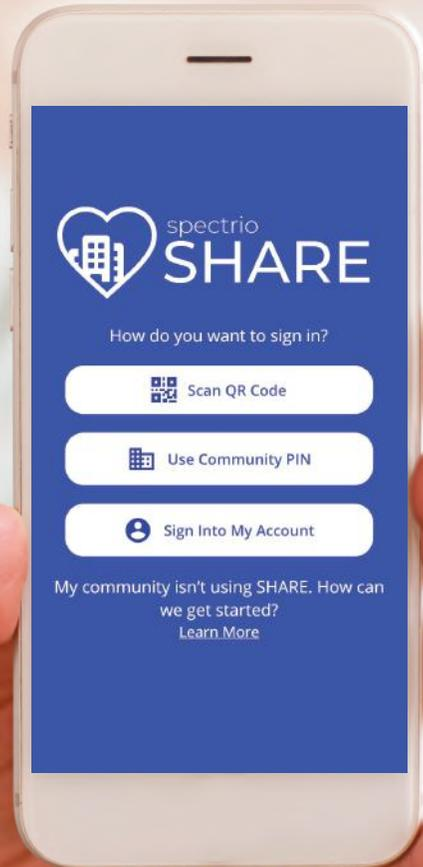 spectrio
SHARE
How do you want to sign in?
Scan QR Code
Use Community PIN
Sign Into My Account
My community isn't using SHARE. How can
we get started?
Learn More